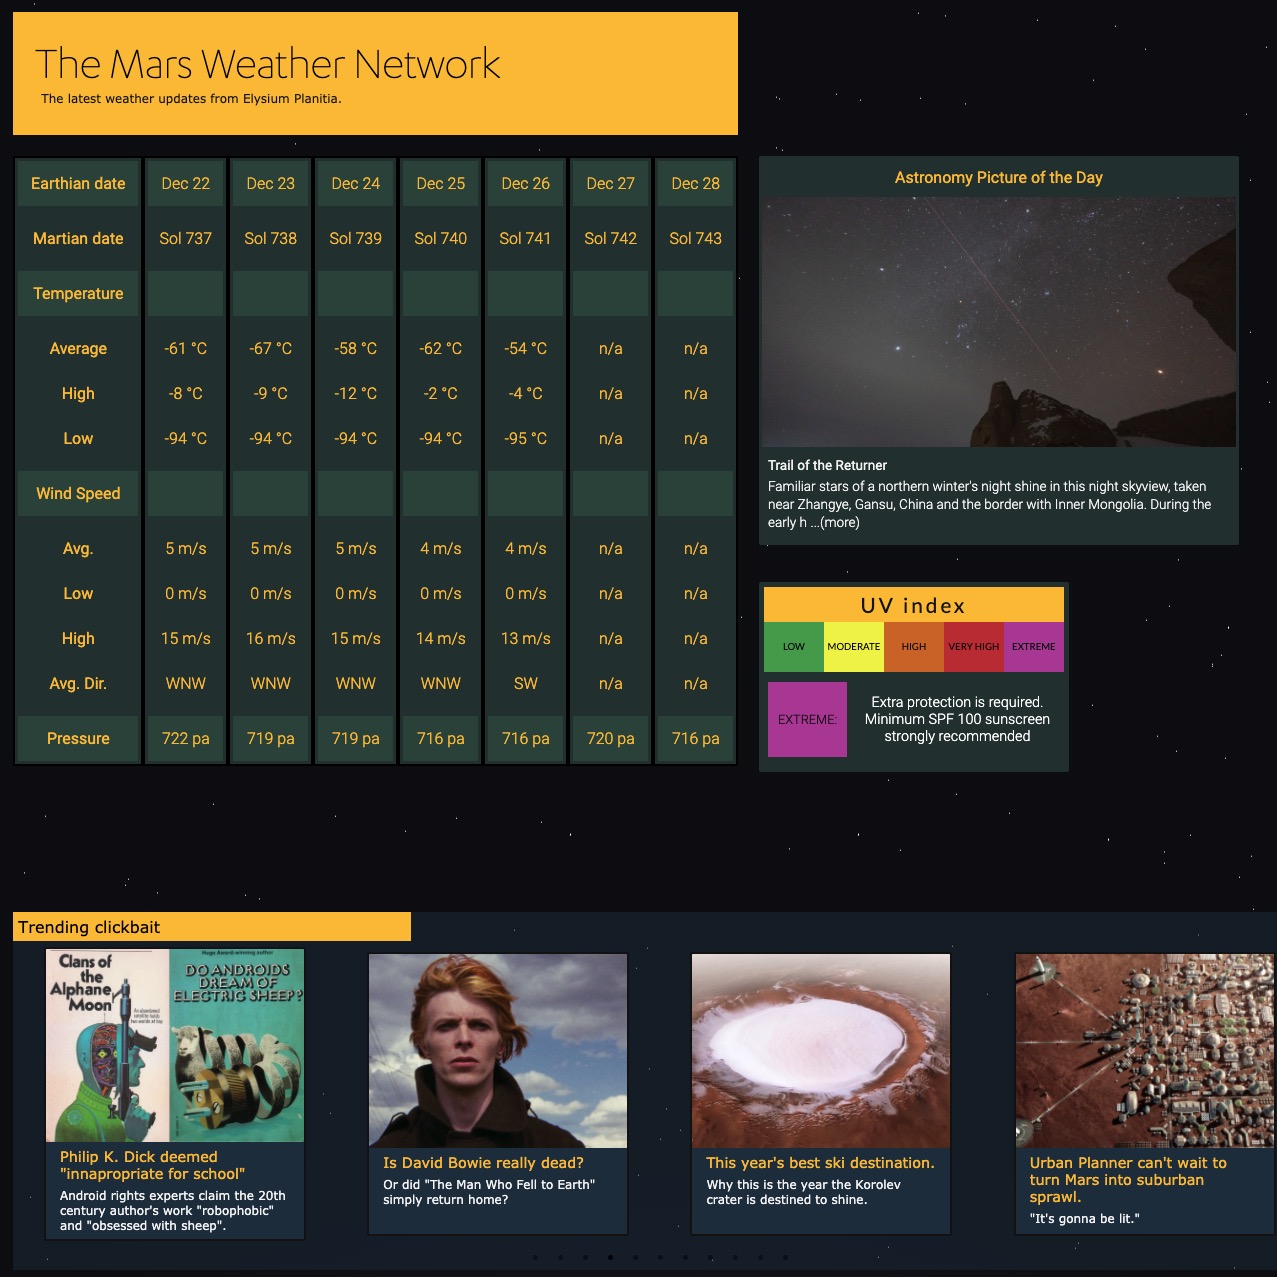 The Mars Weather Network
The latest weather updates from Elysium Planitia.
Earthian date Dec 22 Dec 23 Dec 24 Dec 25 Dec 26 Dec 27 Dec 28
Martian date Sol 737 Sol 738 Sol 739 Sol 740 Sol 741 Sol 742 Sol 743
Temperature
Average -61 °C -67 °C -58 °C -62 °C -54 °C n/a n/a
High -8 °C -9 °C -12 °C -2 °C -4 °C n/a n/a
Low -94 °C -94 °C -94 °C -94 °C -95 °C n/a n/a
Wind Speed
Avg. 5 m/s 5 m/s 5 m/s 4 m/s 4 m/s n/a n/a
Low 0 m/s 0 m/s 0 m/s 0 m/s 0 m/s n/a n/a
High 15 m/s 16 m/s 15 m/s 14 m/s 13 m/s n/a n/a
Avg. Dir. WNW WNW WNW WNW SW n/a n/a
Pressure 722 pa 719 pa 719 pa 716 pa 716 pa 720 pa 716 pa
Astronomy Picture of the Day
Trail of the Returner
Familiar stars of a northern winter's night shine in this night skyview, taken
near Zhangye, Gansu, China and the border with Inner Mongolia. During the
early h ...(more)
UV index
LOW MODERATE HIGH VERY HIGH EXTREME
EXTREME:
Extra protection is required.
Minimum SPF 100 sunscreen
strongly recommended
Trending clickbait
Clans of
the
Alphane
Moon
An abandoned
satellite holds
two worlds at bay
Hugo Award-winning author
DO ANDROIDS
DREAM OF
ELECTRIC SHEEP?
Philip K. Dick deemed
"innapropriate for school"
Android rights experts claim the 20th
century author's work "robophobic"
and "obsessed with sheep".
Is David Bowie really dead?
Or did "The Man Who Fell to Earth"
simply return home?
This year's best ski destination.
Why this is the year the Korolev
crater is destined to shine.
Urban Planner can't wait to
turn Mars into suburban
sprawl.
"It's gonna be lit."